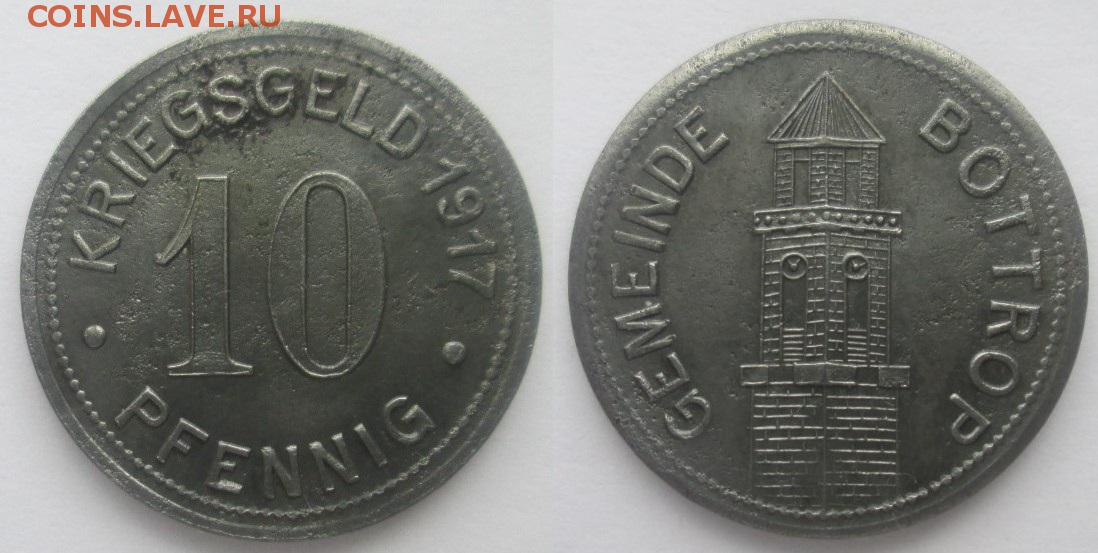 COINS.LAVE.RU
KRIEGSGELD 1917
10
PFENNIG
GEMEINDE BOTTROP